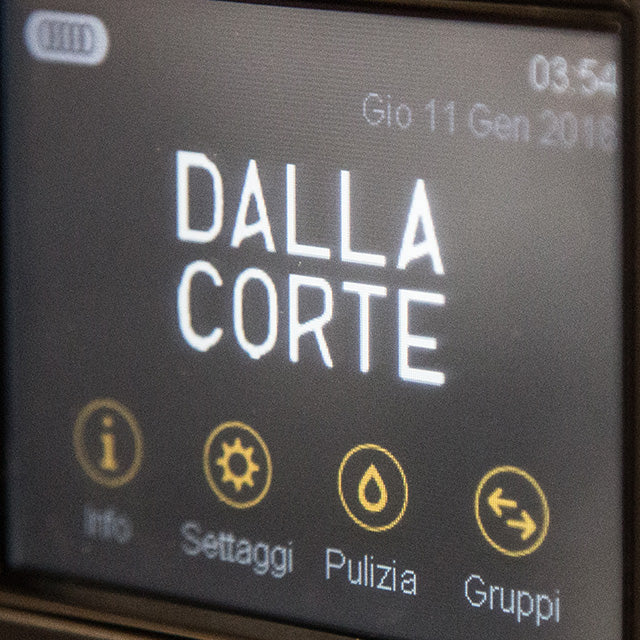 03:54
Gio 11 Gen 2018
DALLA
CORTE
Info
Settaggi
Pulizia
Gruppi